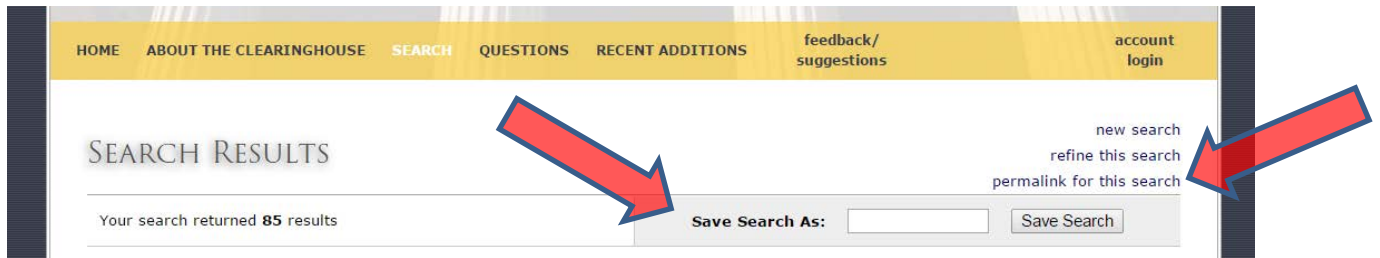 HOME ABOUT THE CLEARINGHOUSE SEARCH QUESTIONS RECENT ADDITIONS feedback/ suggestions account login
SEARCH RESULTS
new search
refine this search
permalink for this search
Your search returned 85 results
Save Search As: Save Search